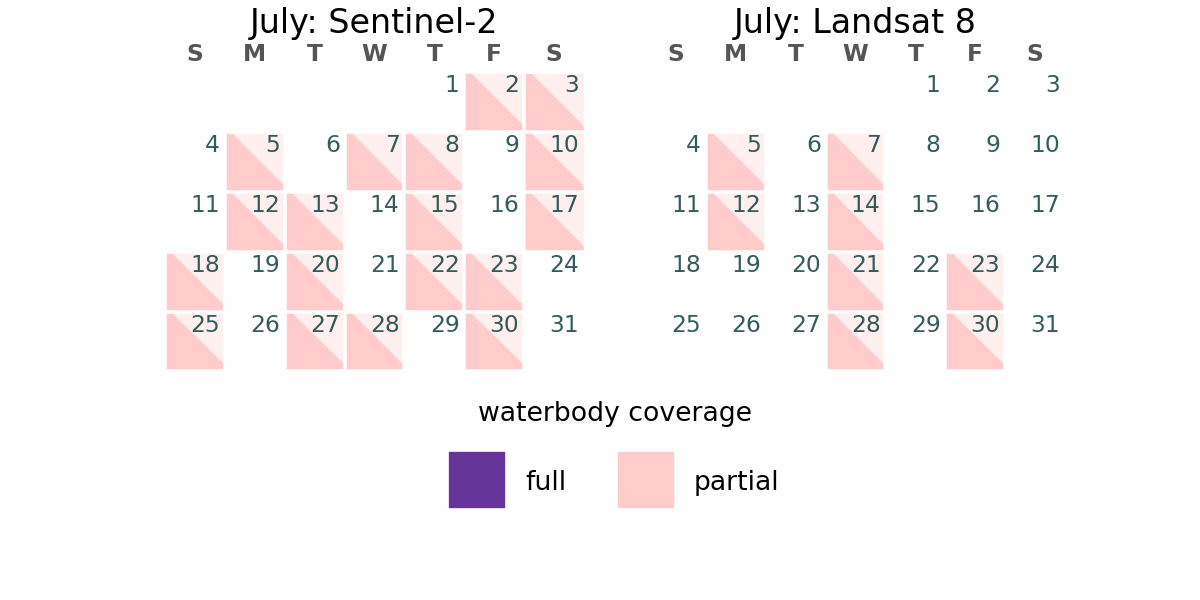 July: Sentinel-2
S M T W T F S
1 2 3
4 5 6 7 8 9 10
11 12 13 14 15 16 17
18 19 20 21 22 23 24
25 26 27 28 29 30 31
July: Landsat 8
S M T W T F S
1 2 3
4 5 6 7 8 9 10
11 12 13 14 15 16 17
18 19 20 21 22 23 24
25 26 27 28 29 30 31
waterbody coverage
full partial